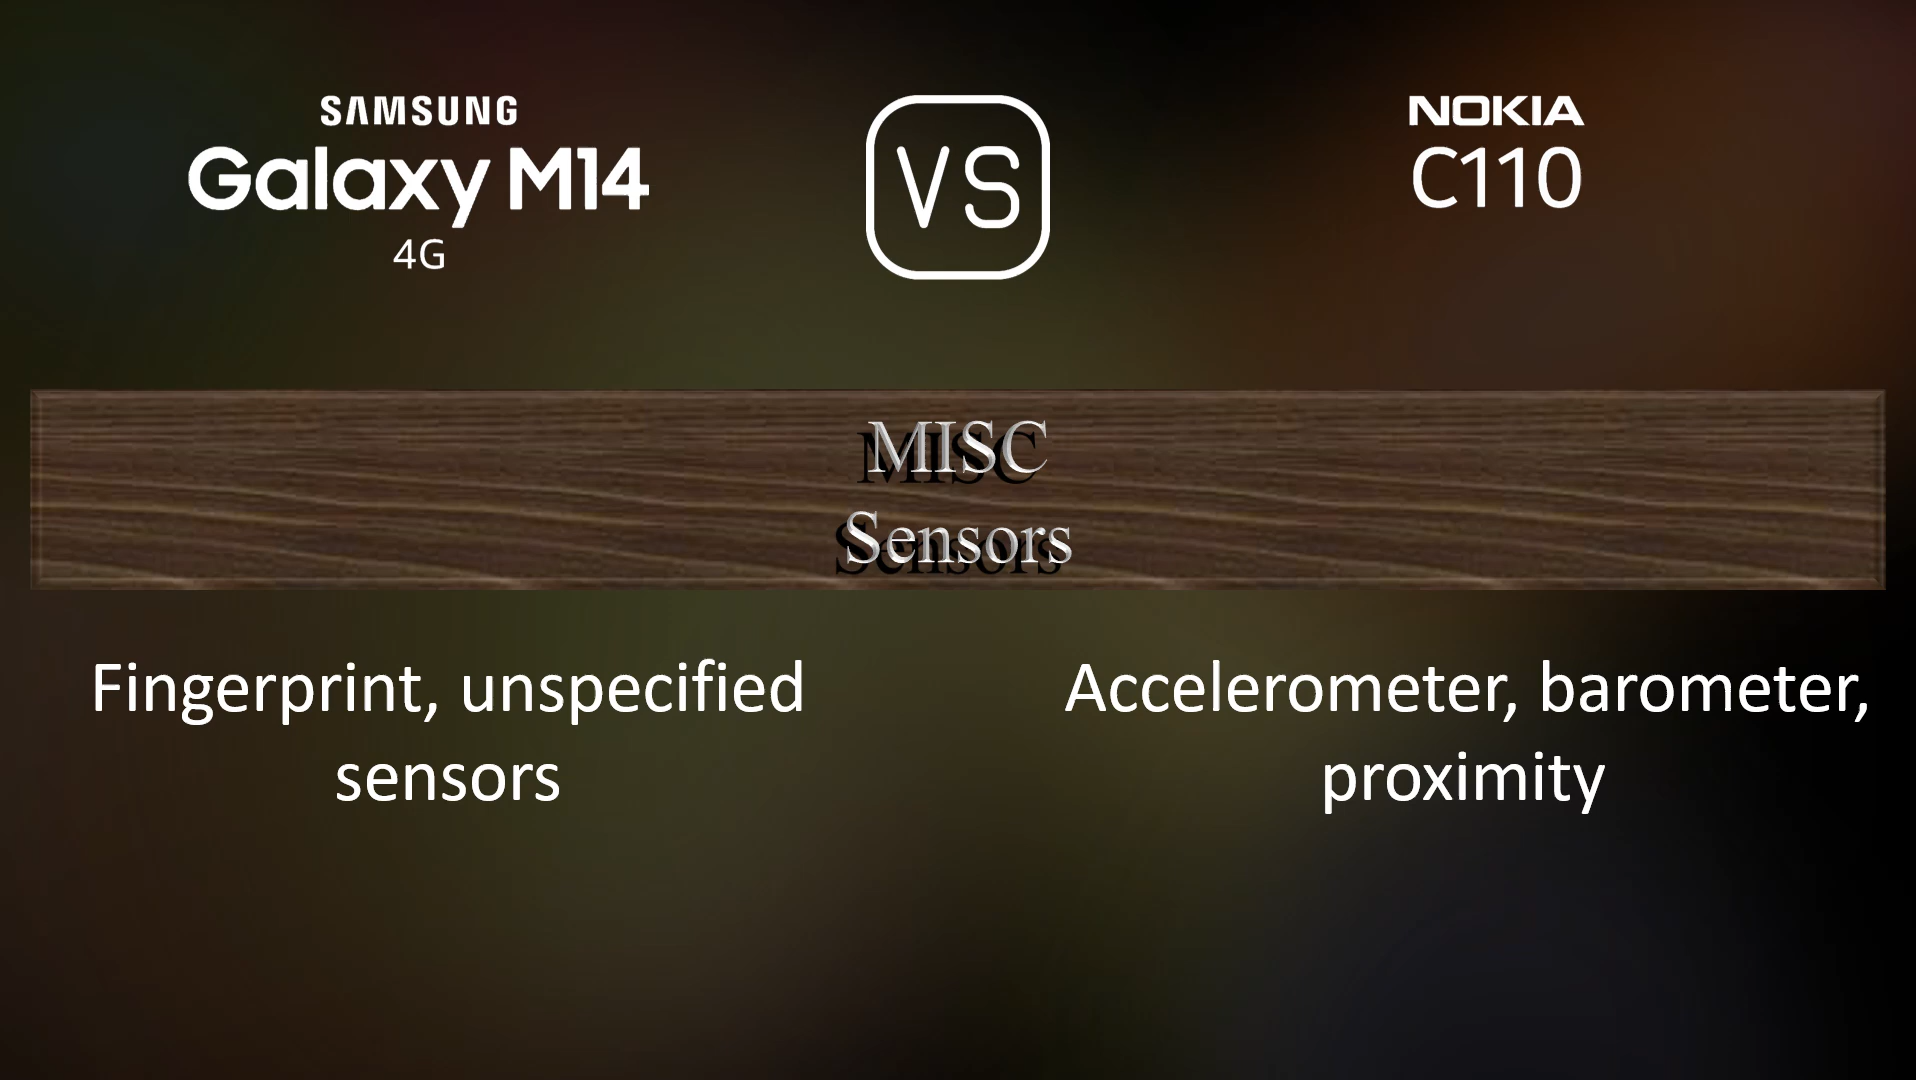 SAMSUNG
Galaxy M14
4G
VS
NOKIA
C110
MISC
Sensors
Fingerprint, unspecified
sensors
Accelerometer, barometer,
proximity